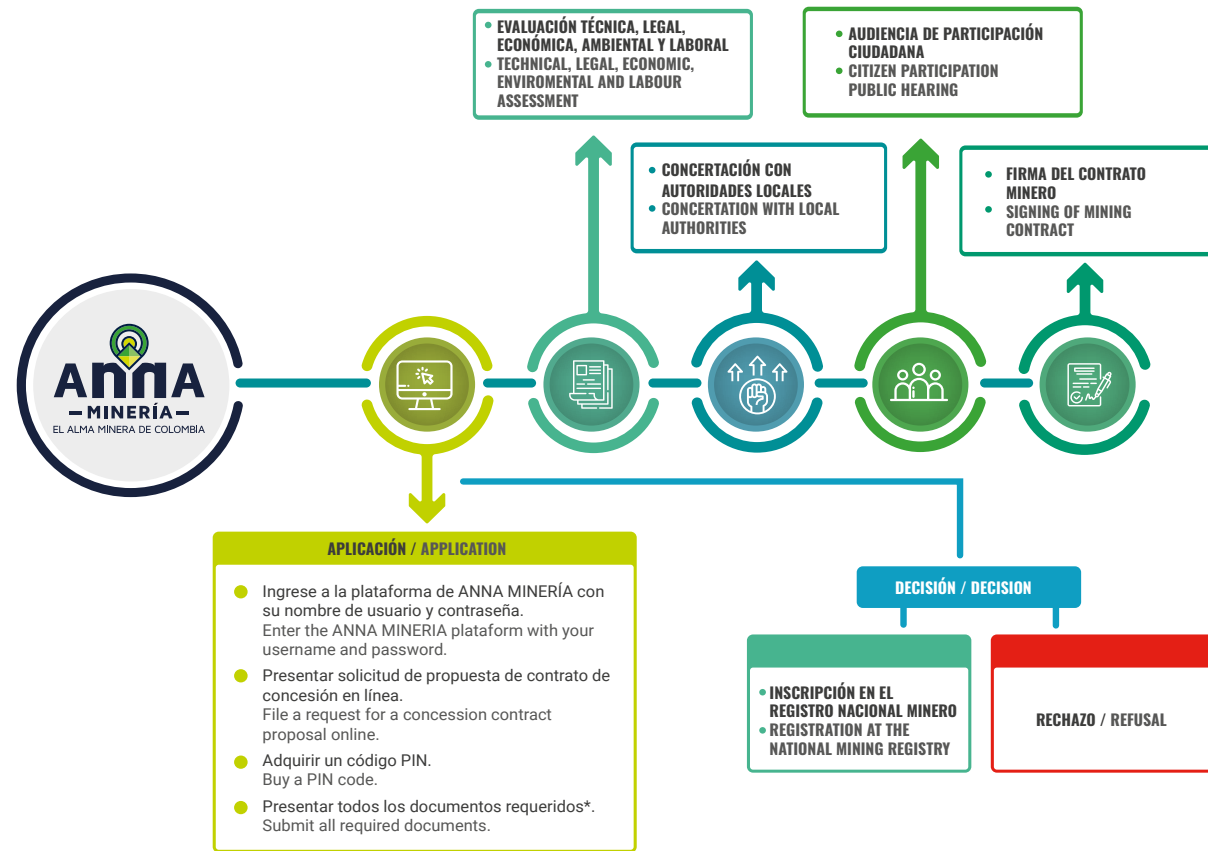 EVALUACIÓN TÉCNICA, LEGAL,
ECONÓMICA, AMBIENTAL Y LABORAL
TECHNICAL, LEGAL, ECONOMIC,
ENVIROMENTAL AND LABOUR
ASSESSMENT
AUDIENCIA DE PARTICIPACIÓN
CIUDADANA
CITIZEN PARTICIPATION
PUBLIC HEARING
CONCERTACIÓN CON
AUTORIDADES LOCALES
CONCERTATION WITH LOCAL
AUTHORITIES
FIRMA DEL CONTRATO
MINERO
SIGNING OF MINING
CONTRACT
ANNA
MINERÍA
EL ALMA MINERA DE COLOMBIA
APLICACIÓN / APPLICATION
Ingrese a la plataforma de ANNA MINERÍA con
su nombre de usuario y contraseña.
Enter the ANNA MINERIA plataform with your
username and password.
Presentar solicitud de propuesta de contrato de
concesión en línea.
File a request for a concession contract
proposal online.
Adquirir un código PIN.
Buy a PIN code.
Presentar todos los documentos requeridos*.
Submit all required documents.
DECISIÓN / DECISION
INSCRIPCIÓN EN EL
REGISTRO NACIONAL MINERO
REGISTRATION AT THE
NATIONAL MINING REGISTRY
RECHAZO / REFUSAL